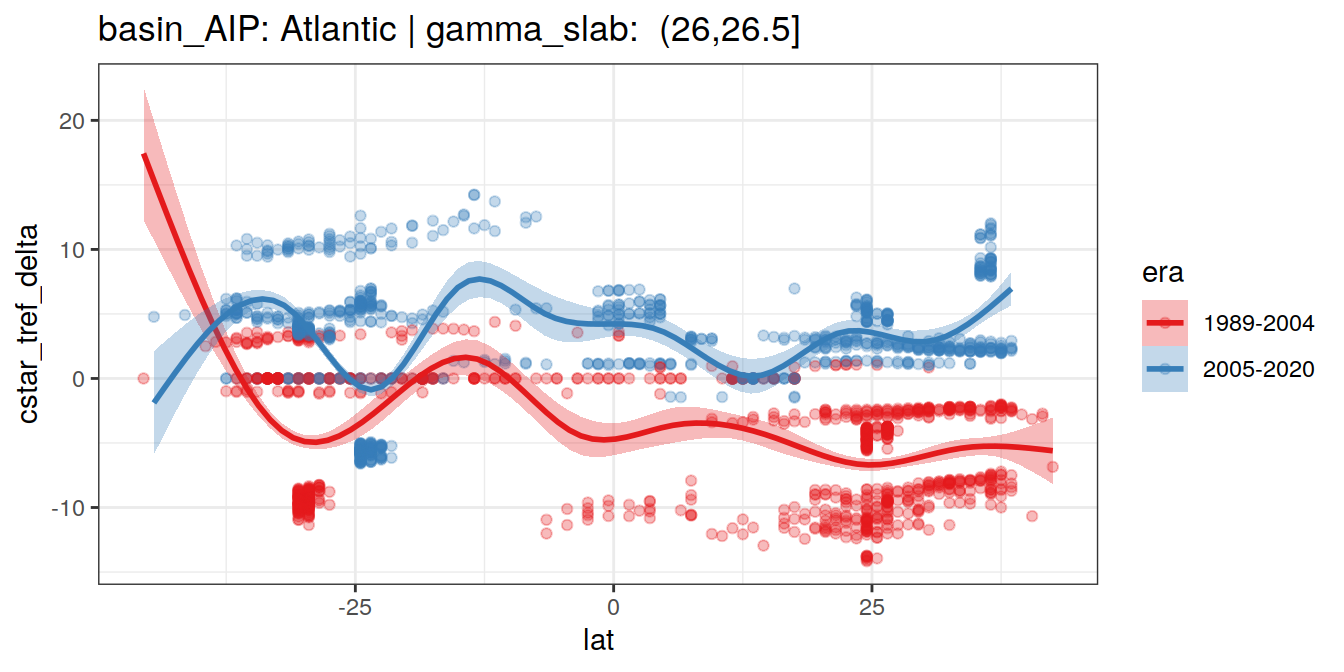 basin_AIP: Atlantic | gamma_slab:  (26,26.5]
20
10
0
-10
cstar_tref_delta
-25
0
25
lat
era
1989-2004
2005-2020